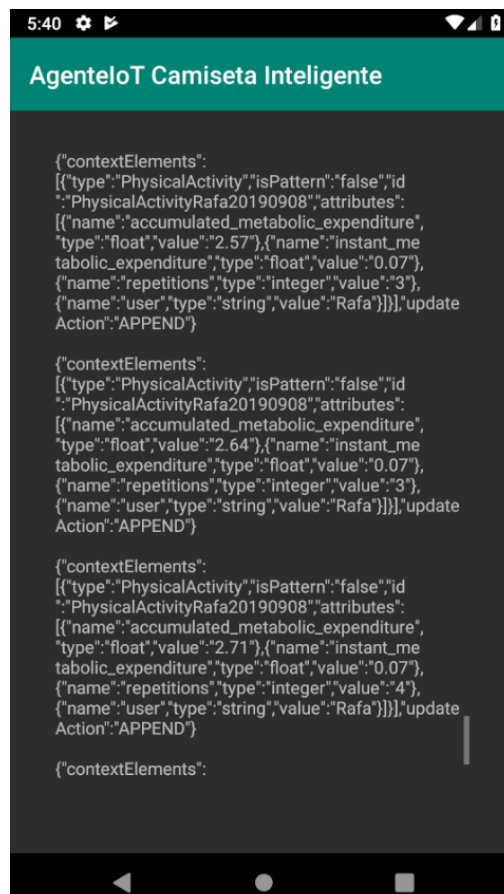 5:40
AgenteIoT Camiseta Inteligente
{"contextElements":
[{"type":"PhysicalActivity","isPattern":"false","id
":"PhysicalActivityRafa20190908","attributes":
[{"name":"accumulated_metabolic_expenditure",
"type":"float","value":"2.57"},{"name":"instant_me
tabolic_expenditure","type":"float","value":"0.07"},
{"name":"repetitions","type":"integer","value":"3"},
{"name":"user","type":"string","value":"Rafa"}]}],"update
Action":"APPEND"}
{"contextElements":
[{"type":"PhysicalActivity","isPattern":"false","id
":"PhysicalActivityRafa20190908","attributes":
[{"name":"accumulated_metabolic_expenditure",
"type":"float","value":"2.64"},{"name":"instant_me
tabolic_expenditure","type":"float","value":"0.07"},
{"name":"repetitions","type":"integer","value":"3"},
{"name":"user","type":"string","value":"Rafa"}]}],"update
Action":"APPEND"}
{"contextElements":
[{"type":"PhysicalActivity","isPattern":"false","id
":"PhysicalActivityRafa20190908","attributes":
[{"name":"accumulated_metabolic_expenditure",
"type":"float","value":"2.71"},{"name":"instant_me
tabolic_expenditure","type":"float","value":"0.07"},
{"name":"repetitions","type":"integer","value":"4"},
{"name":"user","type":"string","value":"Rafa"}]}],"update
Action":"APPEND"}
{"contextElements":